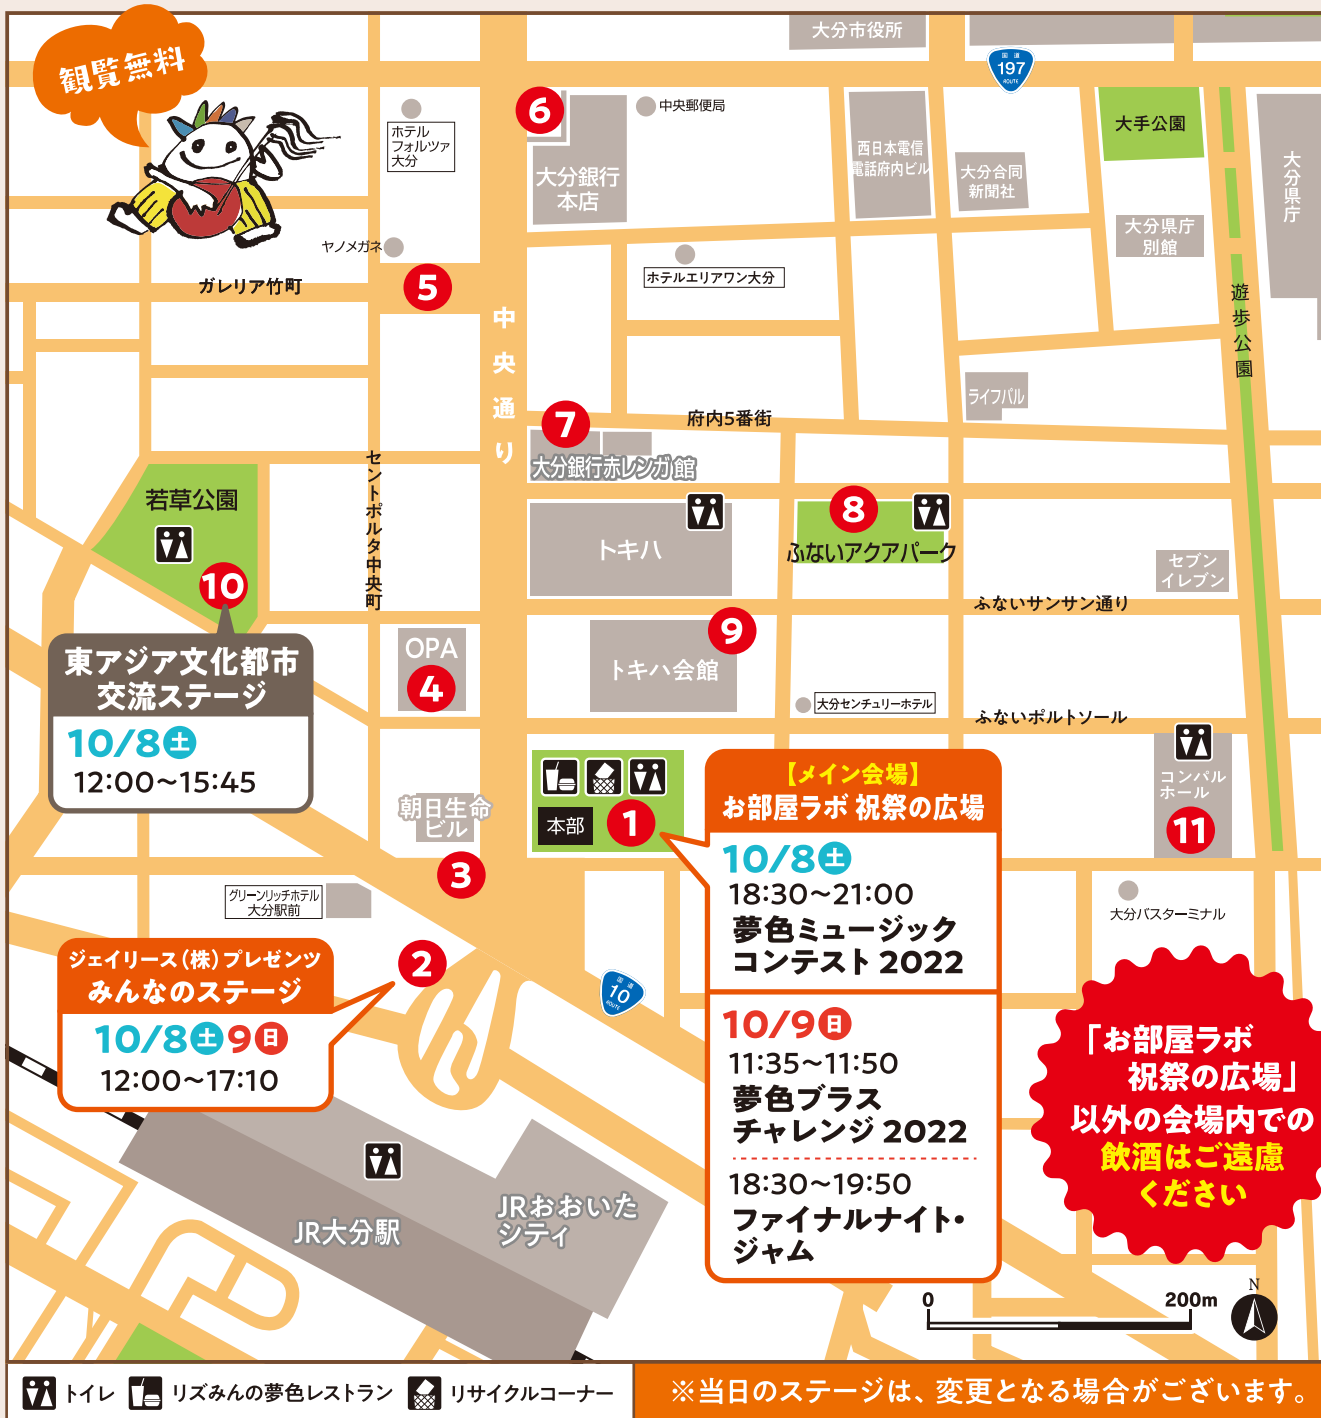 観覧無料
大分市役所
国道
197
ROUTE
6
中央郵便局
ホテル
フォルツァ
大分
大分銀行
本店
西日本電信
電話府内ビル
大分合同
新聞社
大手公園
大分県庁
大分県庁
別館
ヤノメガネ
ガレリア竹町
5
ホテルエリアワン大分
遊歩公園
中央通り
ライフパル
7
府内5番街
大分銀行赤レンガ館
セントポルタ中央町
若草公園
10
トキハ
8
ふないアクアパーク
セブン
イレブン
ふないサンサン通り
9
トキハ会館
OPA
4
大分センチュリーホテル
ふないポルトソール
東アジア文化都市
交流ステージ
10/8土
12:00~15:45
朝日生命
ビル
3
本部
1
コンパル
ホール
11
【メイン会場】
お部屋ラボ 祝祭の広場
10/8土
18:30~21:00
夢色ミュージック
コンテスト 2022
10/9日
11:35~11:50
夢色ブラス
チャレンジ 2022
18:30~19:50
ファイナルナイト・
ジャム
グリーンリッチホテル
大分駅前
大分バスターミナル
ジェイリース(株)プレゼンツ
みんなのステージ
10/8土9日
12:00~17:10
2
国道
10
ROUTE
「お部屋ラボ
祝祭の広場」
以外の会場内での
飲酒はご遠慮
ください
JR大分駅
JRおおいた
シティ
0
200m
N
トイレ
リズみんの夢色レストラン
リサイクルコーナー
※当日のステージは、変更となる場合がございます。